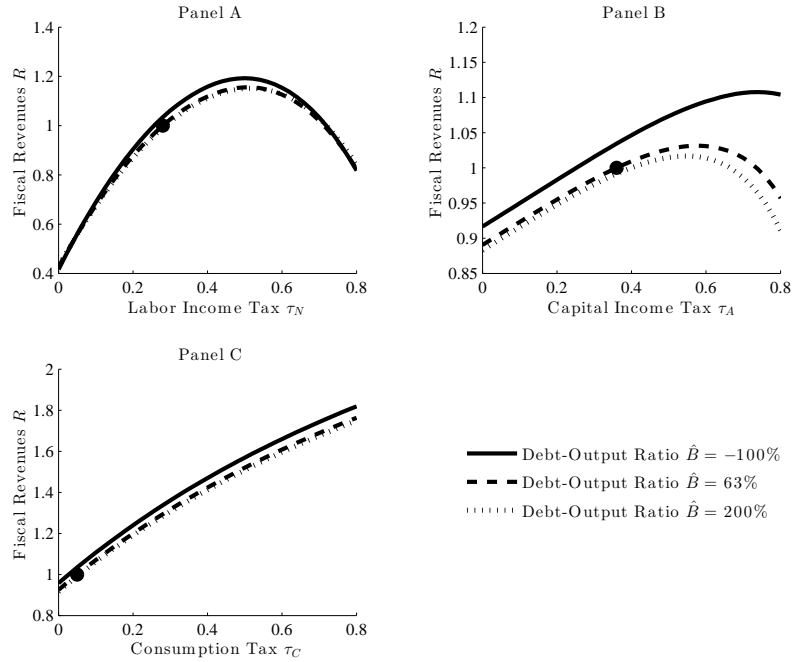 Panel A
Fiscal Revenues R
1.4
1.2
1
0.8
0.6
0.4
0 0.2 0.4 0.6 0.8
Labor Income Tax τ_N
Panel B
Fiscal Revenues R
1.2
1.1
1.05
1
0.95
0.9
0.85
0 0.2 0.4 0.6 0.8
Capital Income Tax τ_A
Panel C
Fiscal Revenues R
2
1.8
1.6
1.4
1.2
1
0.8
0 0.2 0.4 0.6 0.8
Consumption Tax τ_C
Debt-Output Ratio B̂ = −100%
Debt-Output Ratio B̂ = 63%
Debt-Output Ratio B̂ = 200%